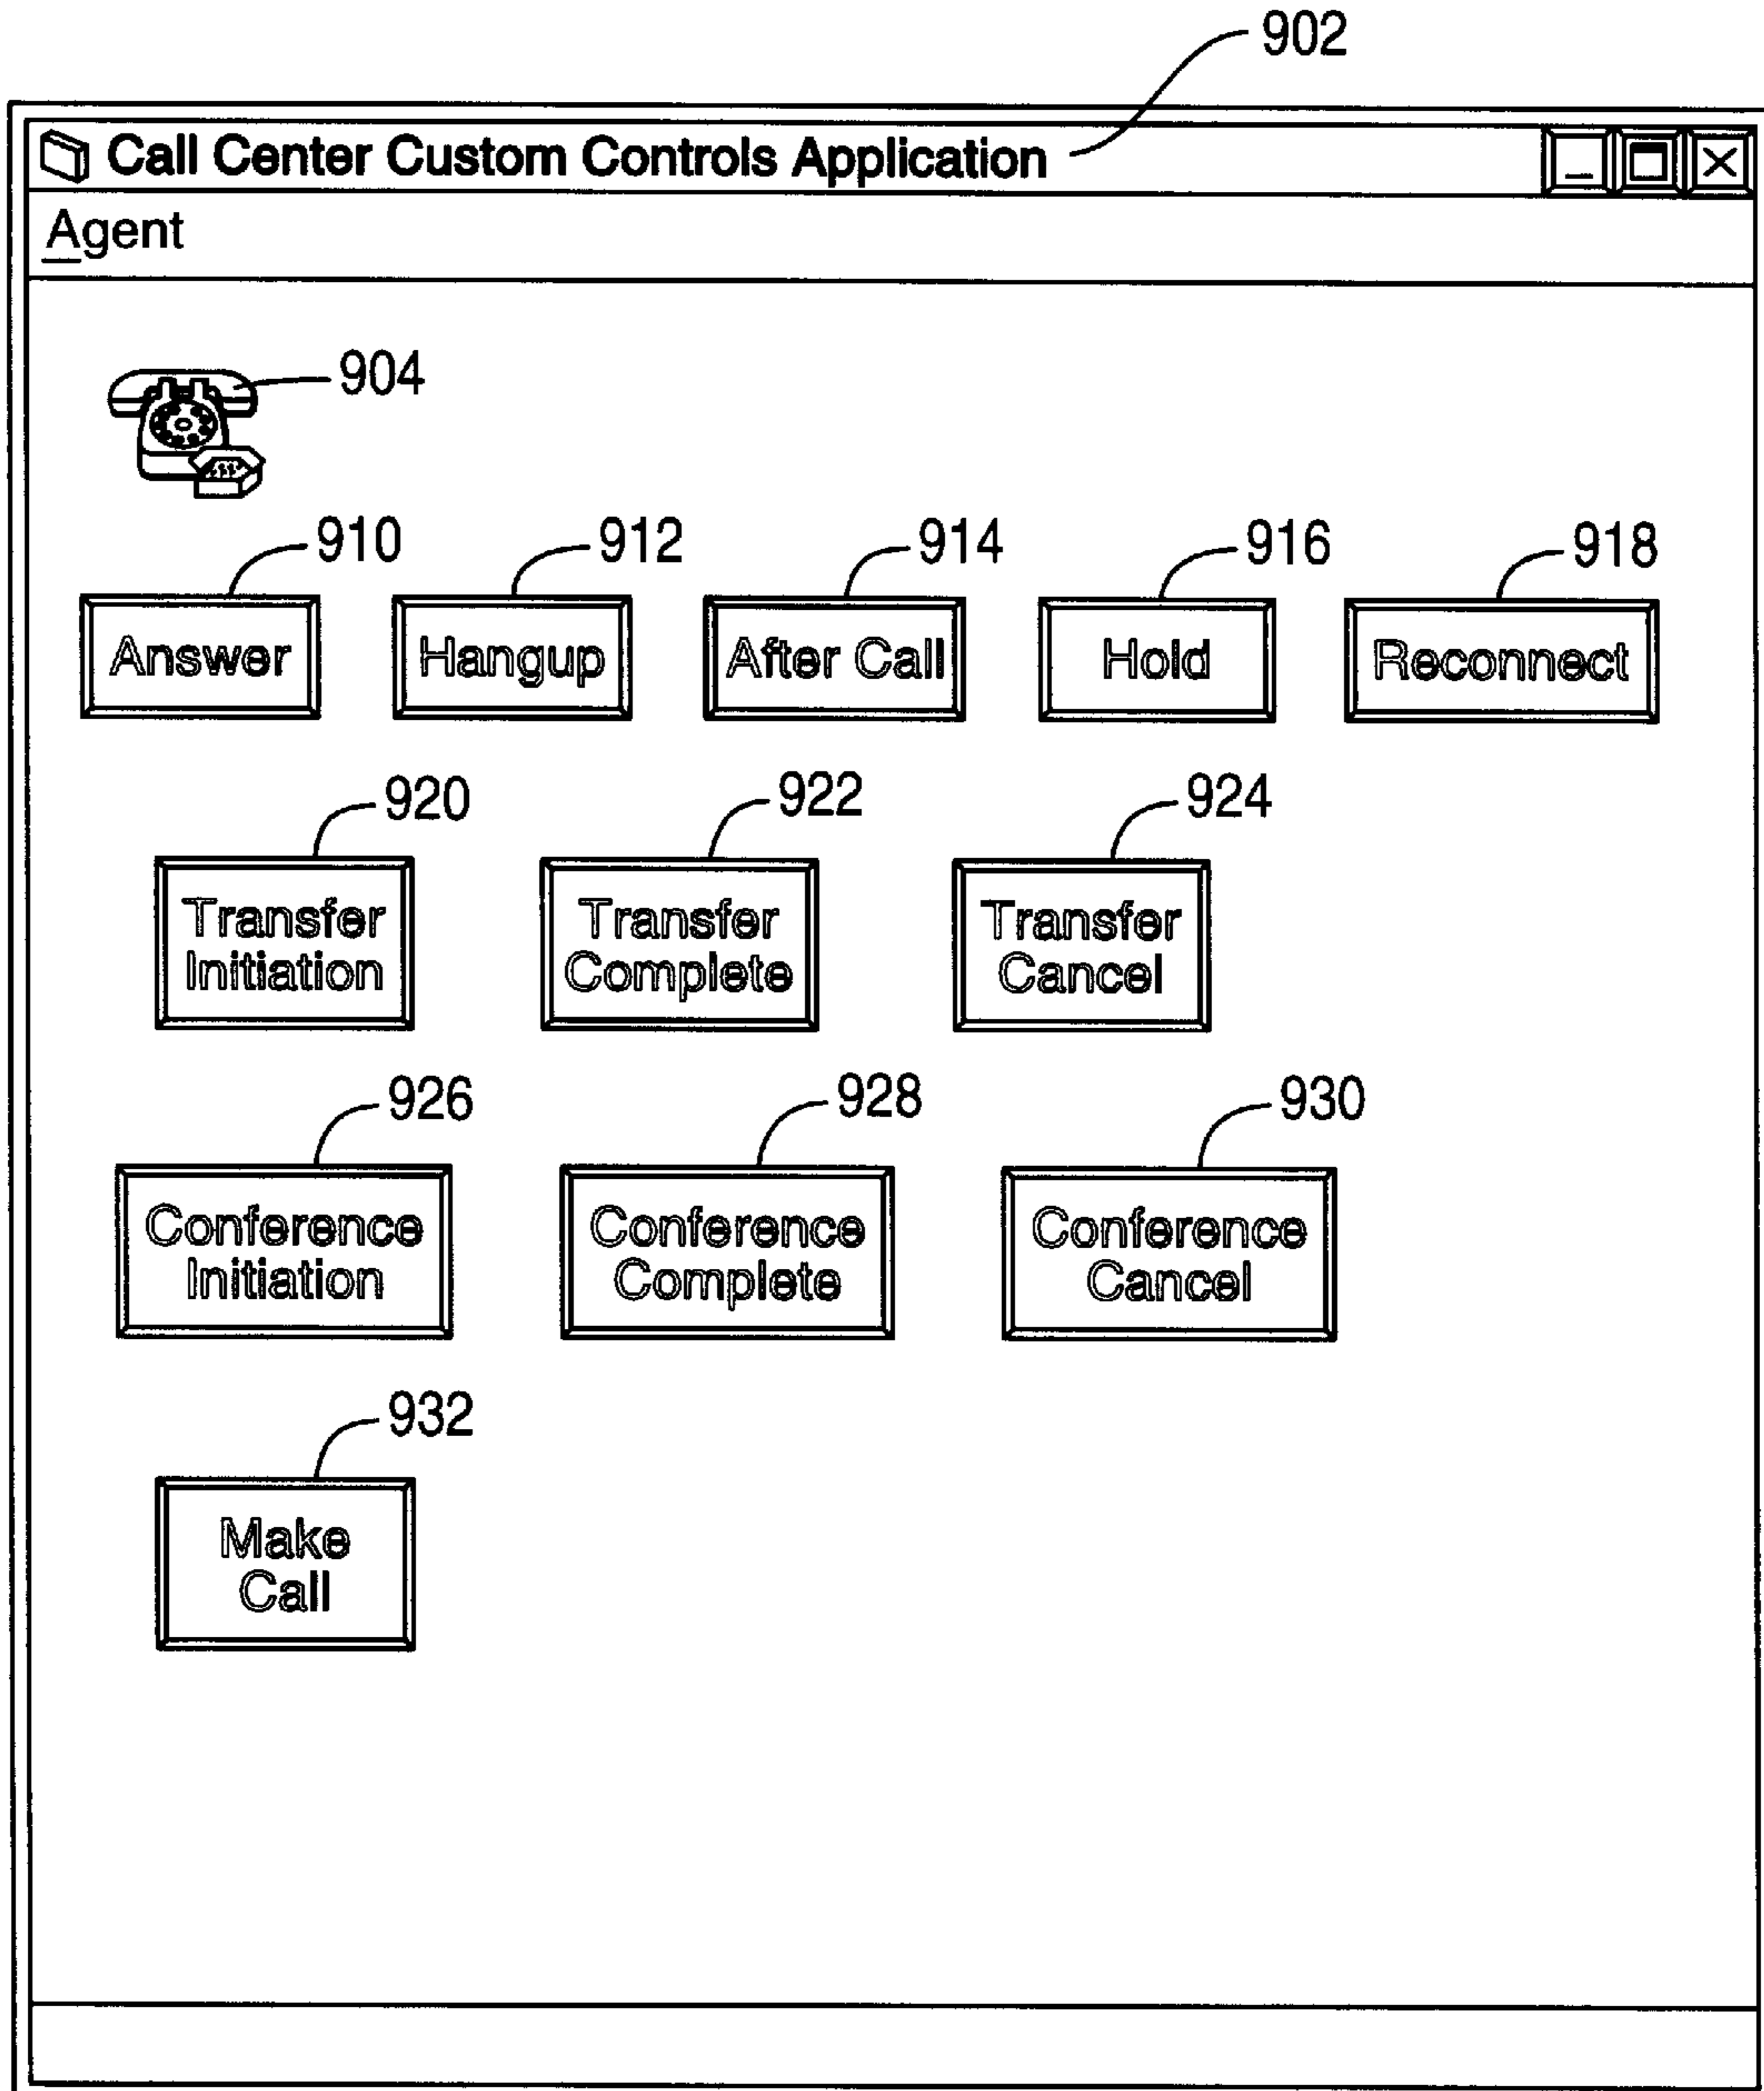 902
Call Center Custom Controls Application
Agent
904
910 912 914 916 918
Answer Hangup After Call Hold Reconnect
920 922 924
Transfer Initiation
Transfer Complete
Transfer Cancel
926 928 930
Conference Initiation
Conference Complete
Conference Cancel
932
Make
Call